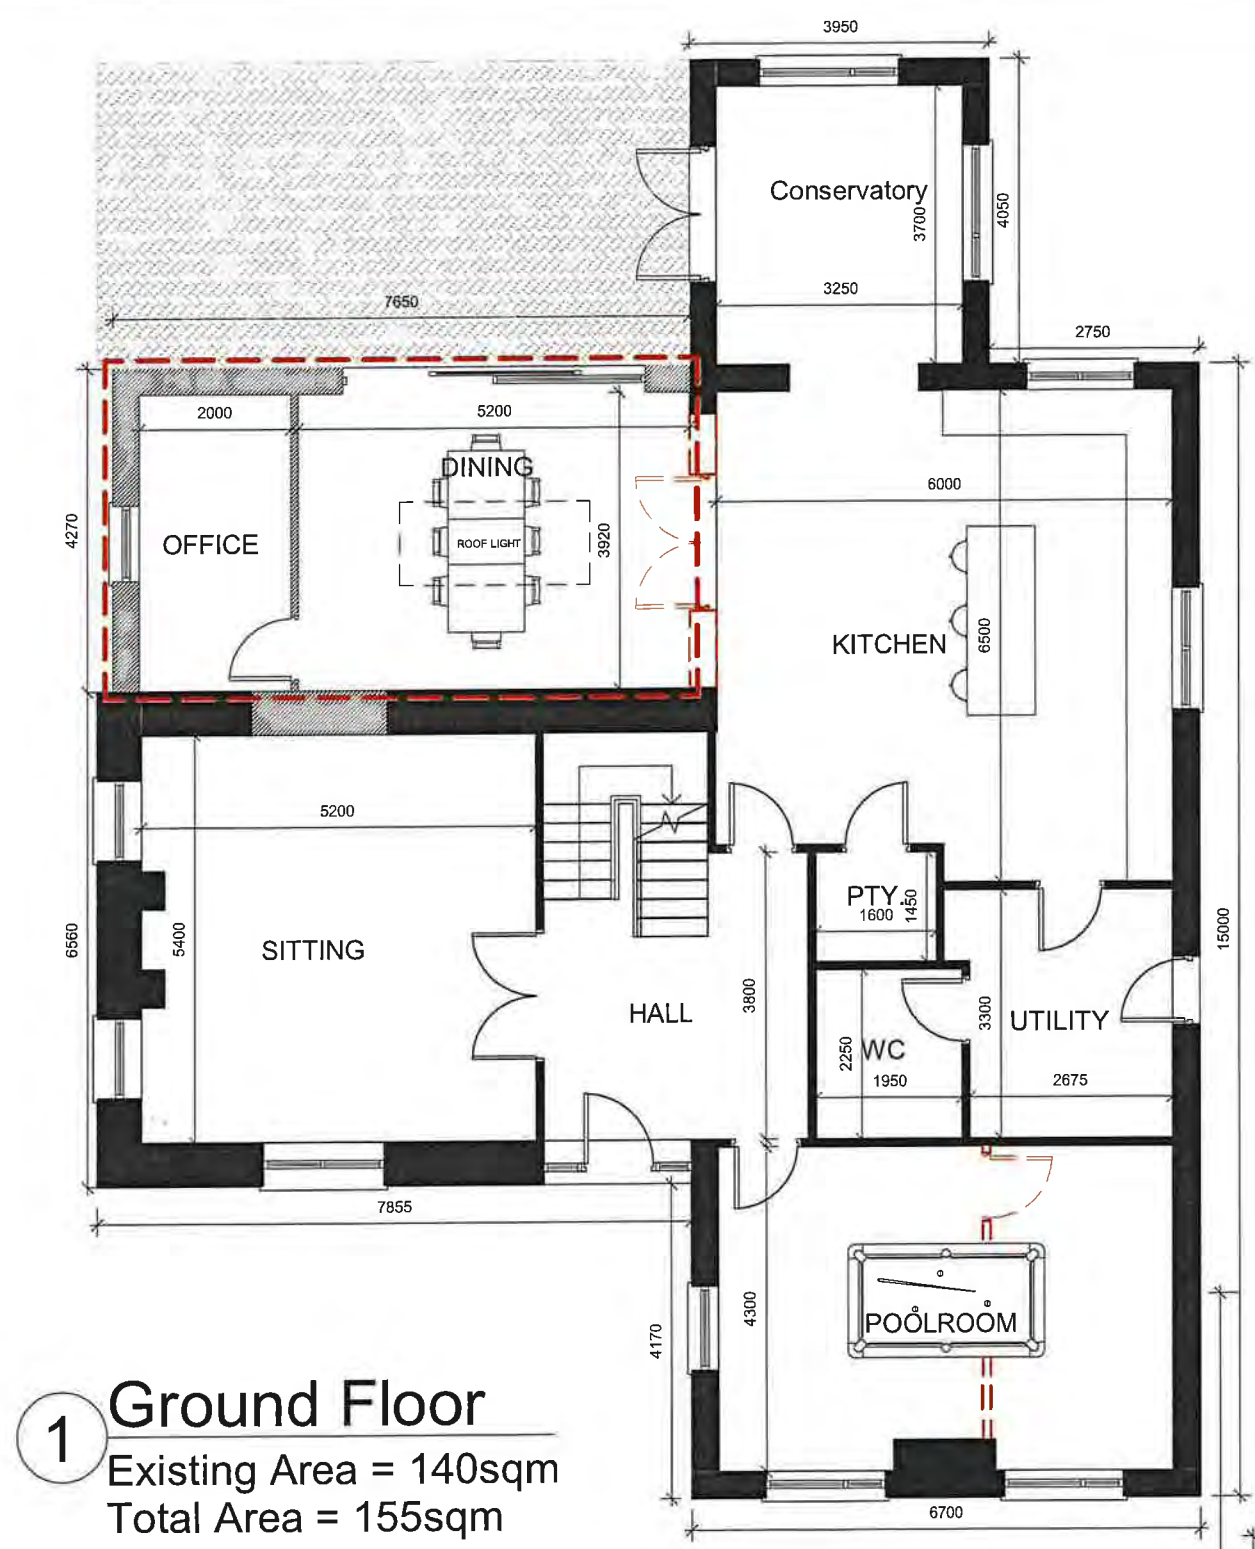 3950
Conservatory
3700
4050
3250
7650
2750
2000
5200
DINING
6000
4270
OFFICE
ROOF LIGHT
3920
6500
KITCHEN
5200
PTY.
1600
1450
6560
5400
SITTING
15000
3800
HALL
3300
UTILITY
2250
WC
1950
2675
7855
4300
4170
POOLROOM
6700
1
Ground Floor
Existing Area = 140sqm
Total Area = 155sqm